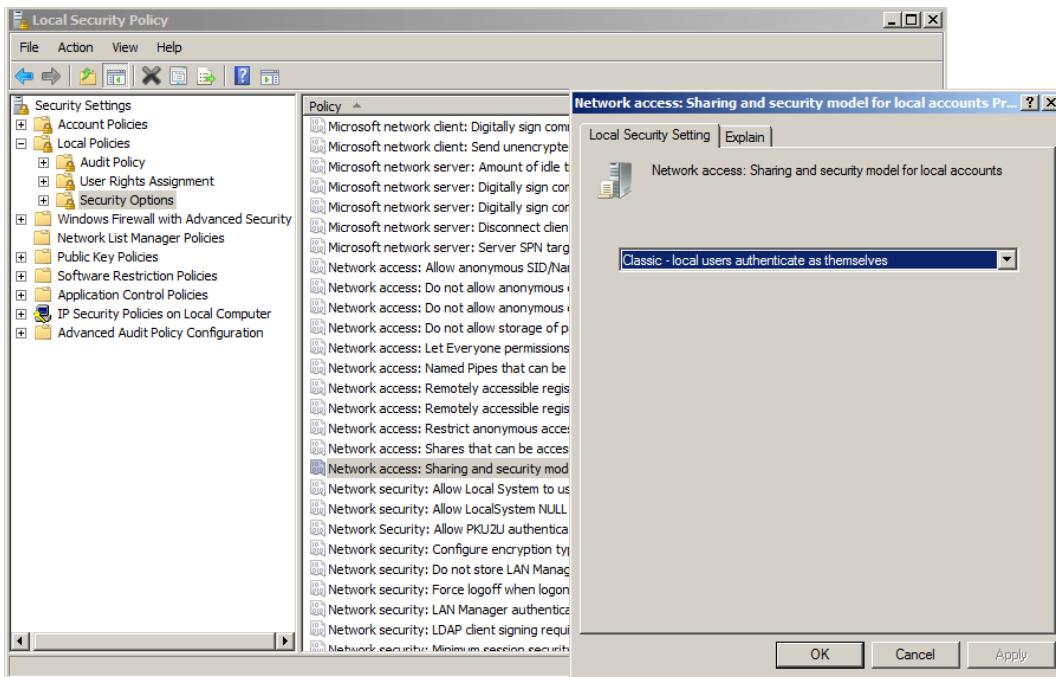 Local Security Policy
File Action View Help
Security Settings
Account Policies
Local Policies
Audit Policy
User Rights Assignment
Security Options
Windows Firewall with Advanced Security
Network List Manager Policies
Public Key Policies
Software Restriction Policies
Application Control Policies
IP Security Policies on Local Computer
Advanced Audit Policy Configuration
Policy
Microsoft network client: Digitally sign com
Microsoft network client: Send unencrypte
Microsoft network server: Amount of idle t
Microsoft network server: Digitally sign cor
Microsoft network server: Digitally sign cor
Microsoft network server: Disconnect clien
Microsoft network server: Server SPN targ
Network access: Allow anonymous SID/Nar
Network access: Do not allow anonymous
Network access: Do not allow anonymous
Network access: Do not allow storage of p
Network access: Let Everyone permissions
Network access: Named Pipes that can be
Network access: Remotely accessible regis
Network access: Remotely accessible regis
Network access: Restrict anonymous acces
Network access: Shares that can be acces
Network access: Sharing and security mod
Network security: Allow Local System to us
Network security: Allow LocalSystem NULL
Network Security: Allow PKU2U authentica
Network security: Configure encryption typ
Network security: Do not store LAN Manag
Network security: Force logoff when logon
Network security: LAN Manager authentica
Network security: LDAP client signing requi
Network security: Minimum session securit
Network access: Sharing and security model for local accounts Pr...
Local Security Setting Explain
Network access: Sharing and security model for local accounts
Classic - local users authenticate as themselves
OK Cancel Apply